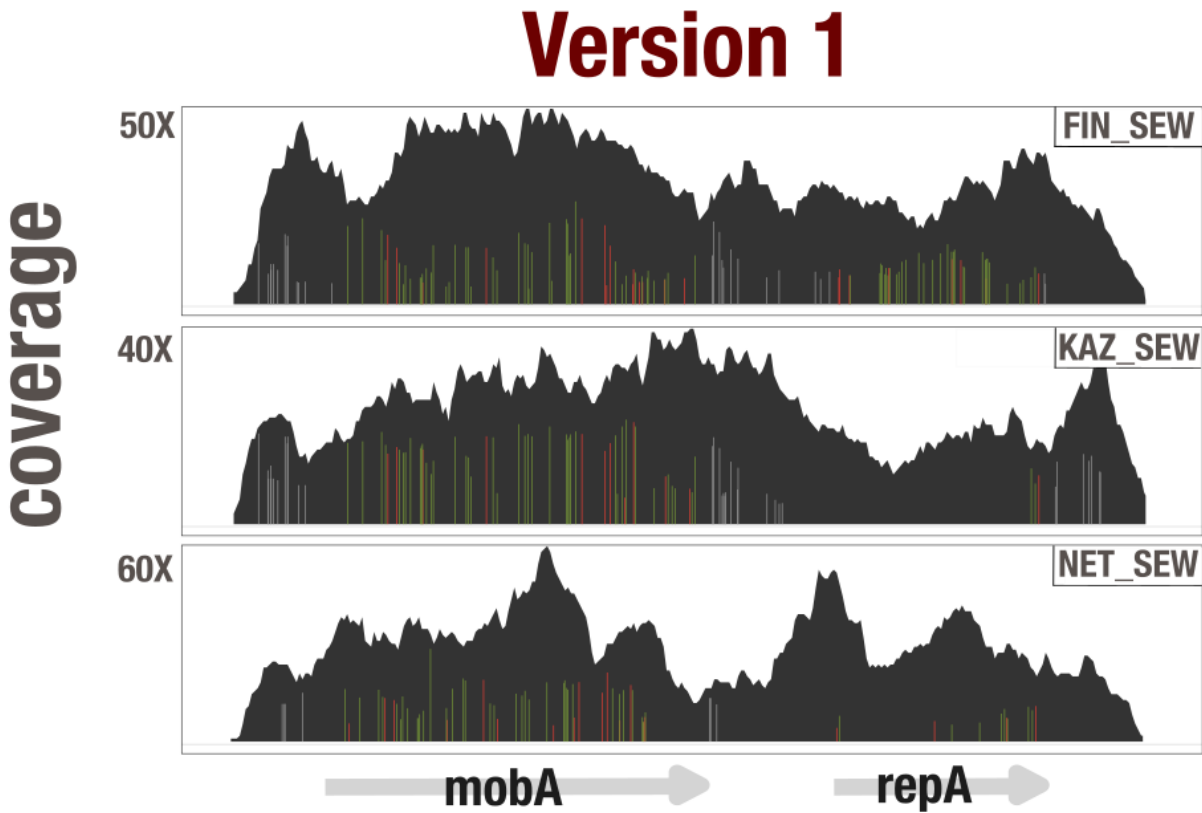 Version 1
coverage
50X
FIN_SEW
40X
KAZ_SEW
60X
NET_SEW
mobA
repA